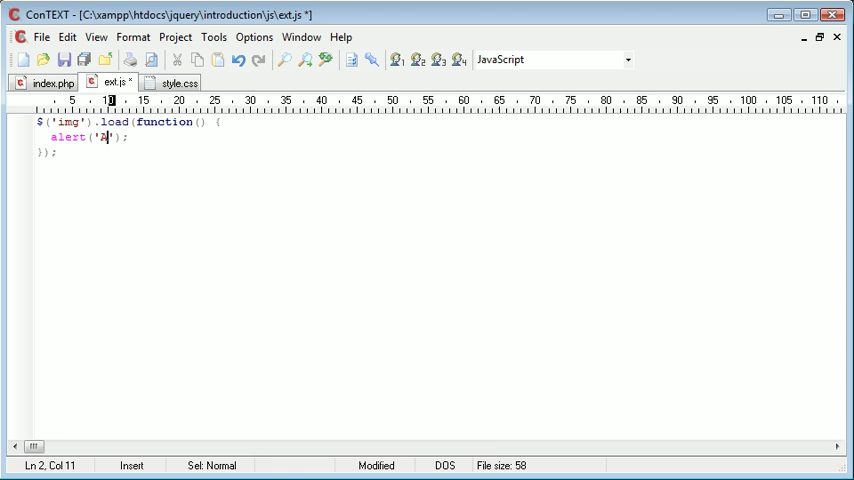 ConTEXT - [C:\xampp\htdocs\jquery\introduction\js\ext.js *]
File Edit View Format Project Tools Options Window Help
JavaScript
index.php ext.js * style.css
5 10 15 20 25 30 35 40 45 50 55 60 65 70 75 80 85 90 95 100 105 110
$('img').load(function() {
alert('A');
});
Ln 2, Col 11 Insert Sel: Normal Modified DOS File size: 58